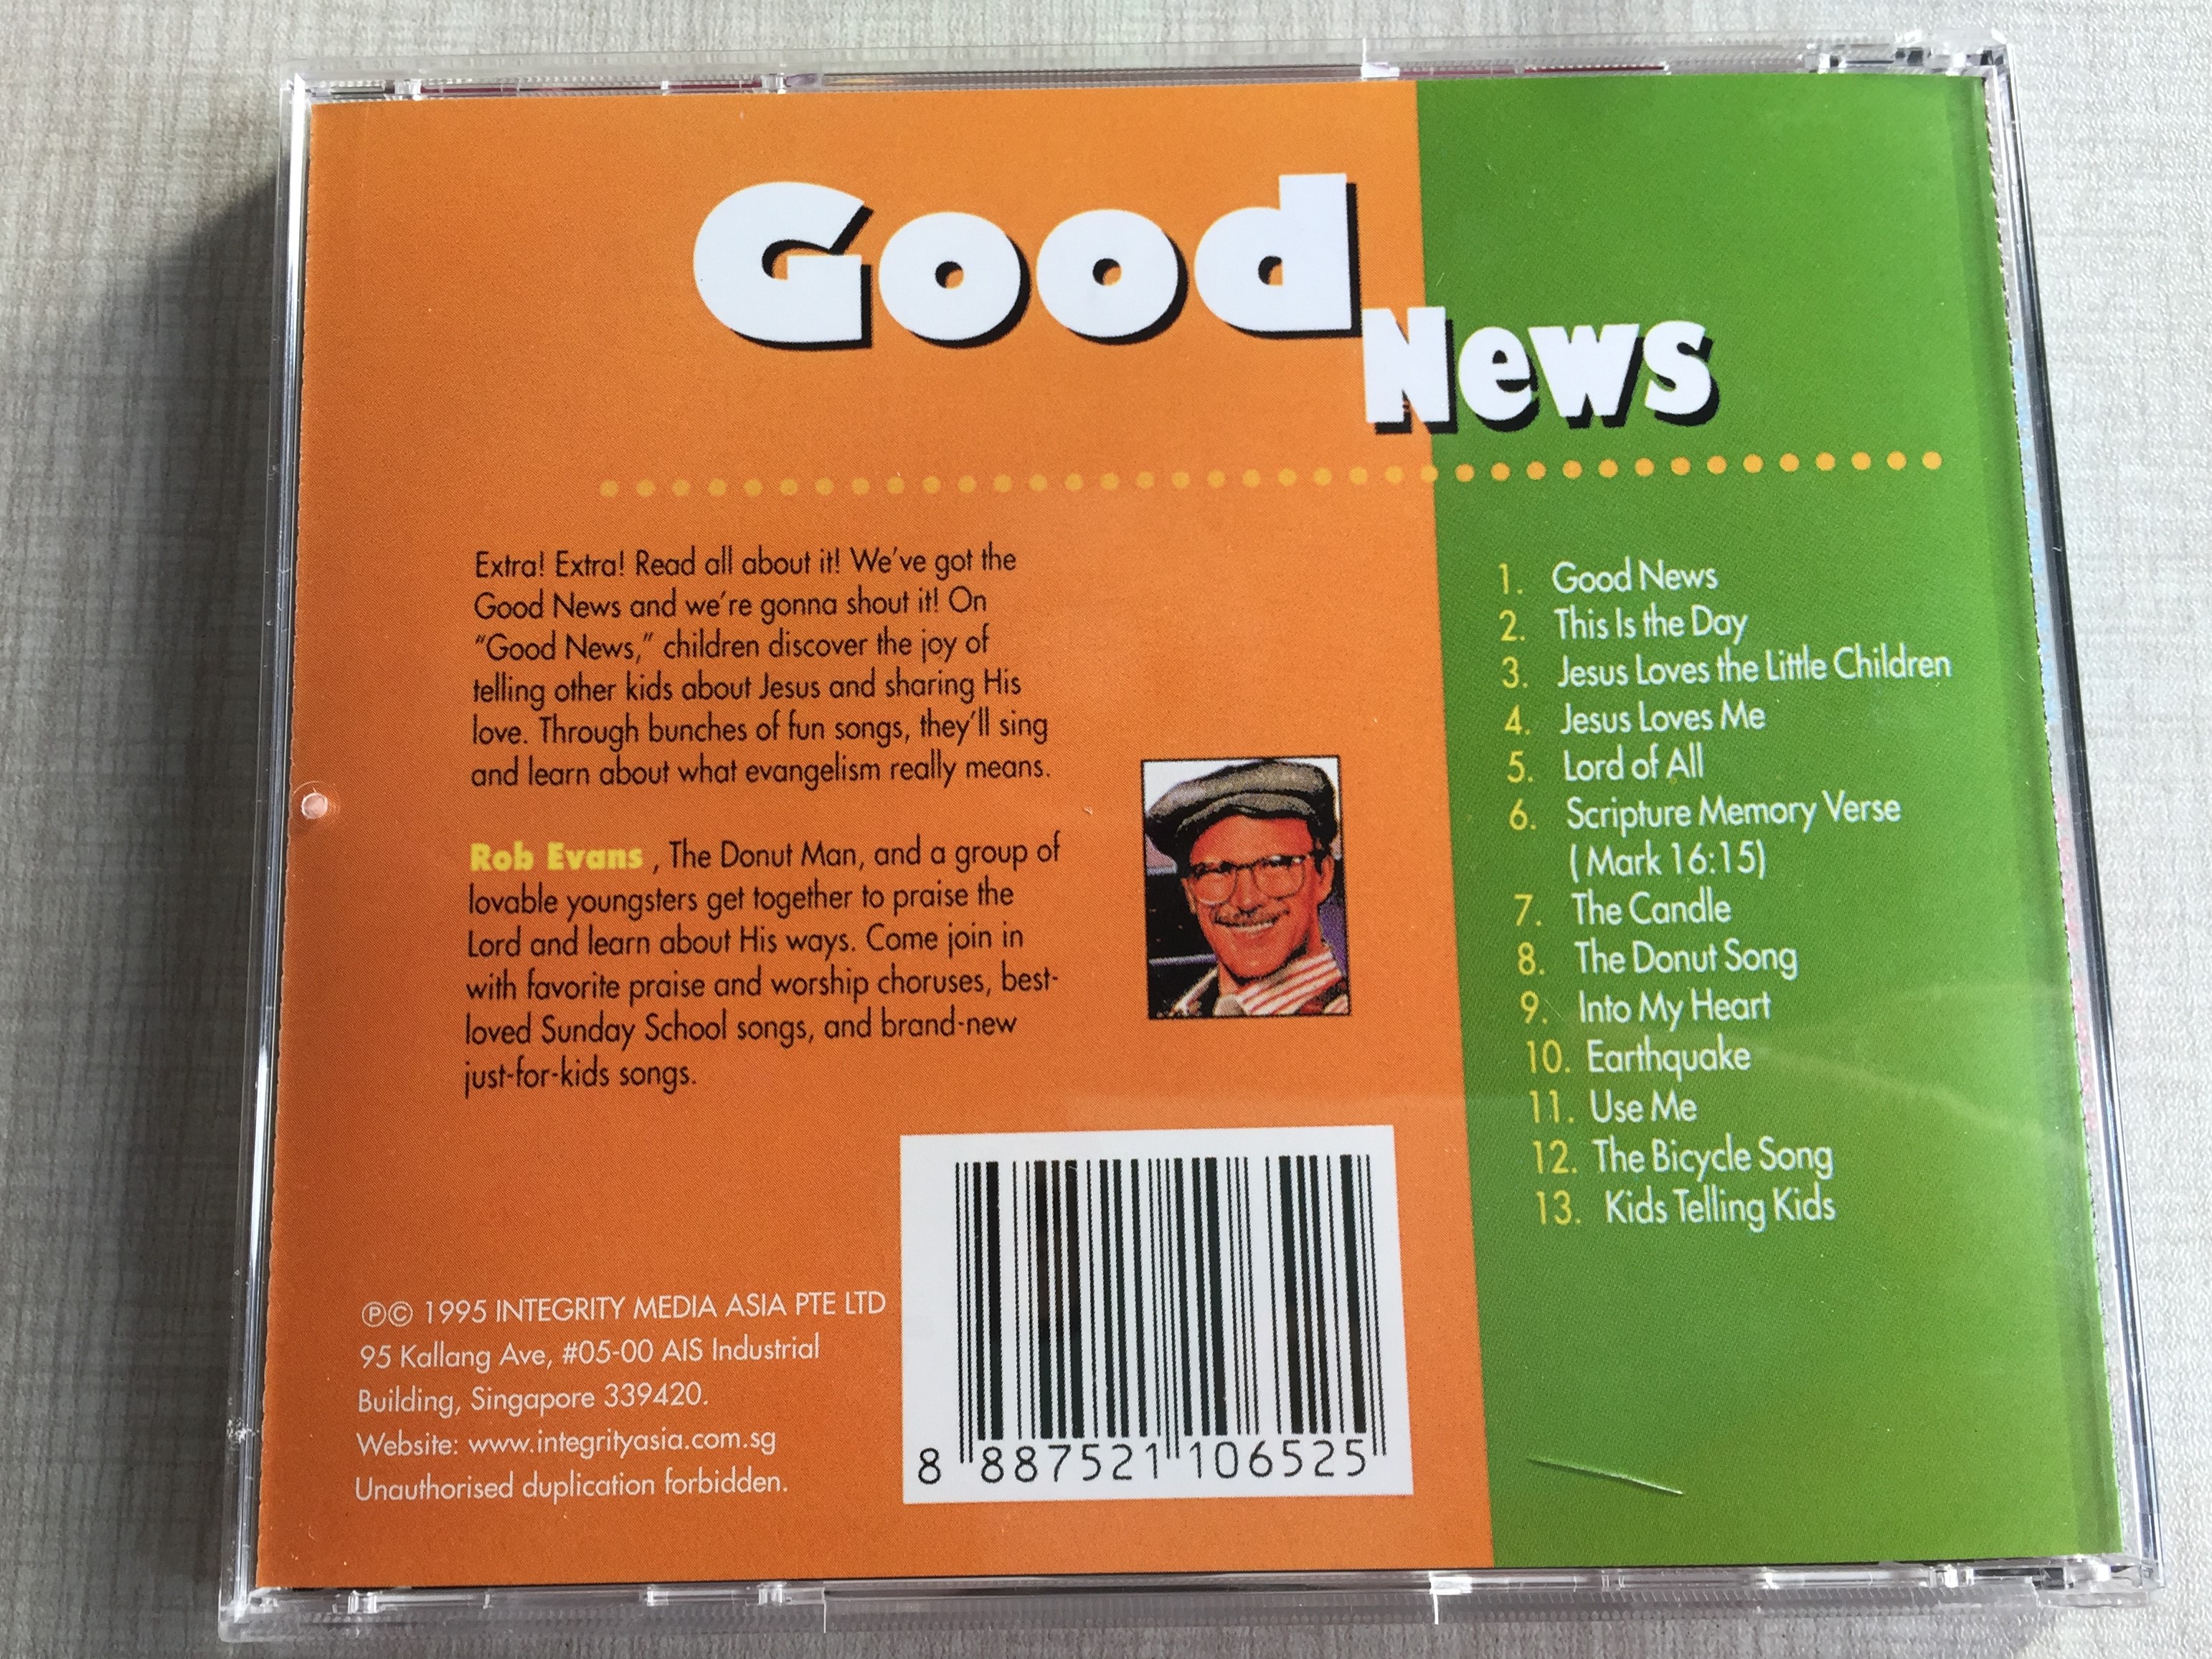 Good
News
Extra! Extra! Read all about it! We've got the
Good News and we're gonna shout it! On
"Good News," children discover the joy of
telling other kids about Jesus and sharing His
love. Through bunches of fun songs, they'll sing
and learn about what evangelism really means.
Rob Evans , The Donut Man, and a group of
lovable youngsters get together to praise the
Lord and learn about His ways. Come join in
with favorite praise and worship choruses, best-
loved Sunday School songs, and brand-new
just-for-kids songs.
1. Good News
2. This Is the Day
3. Jesus Loves the Little Children
4. Jesus Loves Me
5. Lord of All
6. Scripture Memory Verse
( Mark 16:15)
7. The Candle
8. The Donut Song
9. Into My Heart
10. Earthquake
11. Use Me
12. The Bicycle Song
13. Kids Telling Kids
℗© 1995 INTEGRITY MEDIA ASIA PTE LTD
95 Kallang Ave, #05-00 AIS Industrial
Building, Singapore 339420.
Website: www.integrityasia.com.sg
Unauthorised duplication forbidden.
8 887521 106525